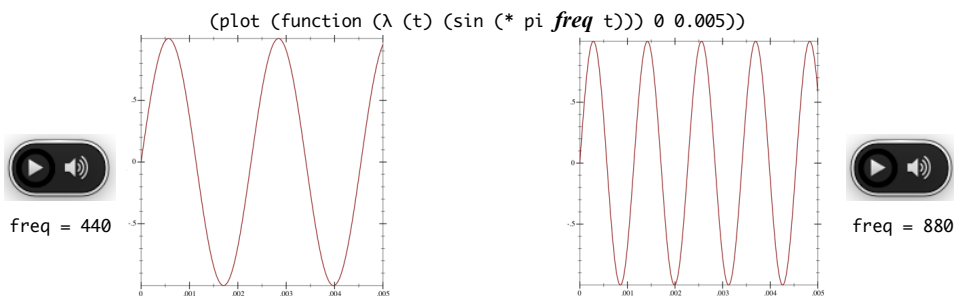 (plot (function (λ (t) (sin (* pi freq t))) 0 0.005))
.5
0
-.5
0 .001 .002 .003 .004 .005
freq = 440
.5
0
-.5
0 .001 .002 .003 .004 .005
freq = 880